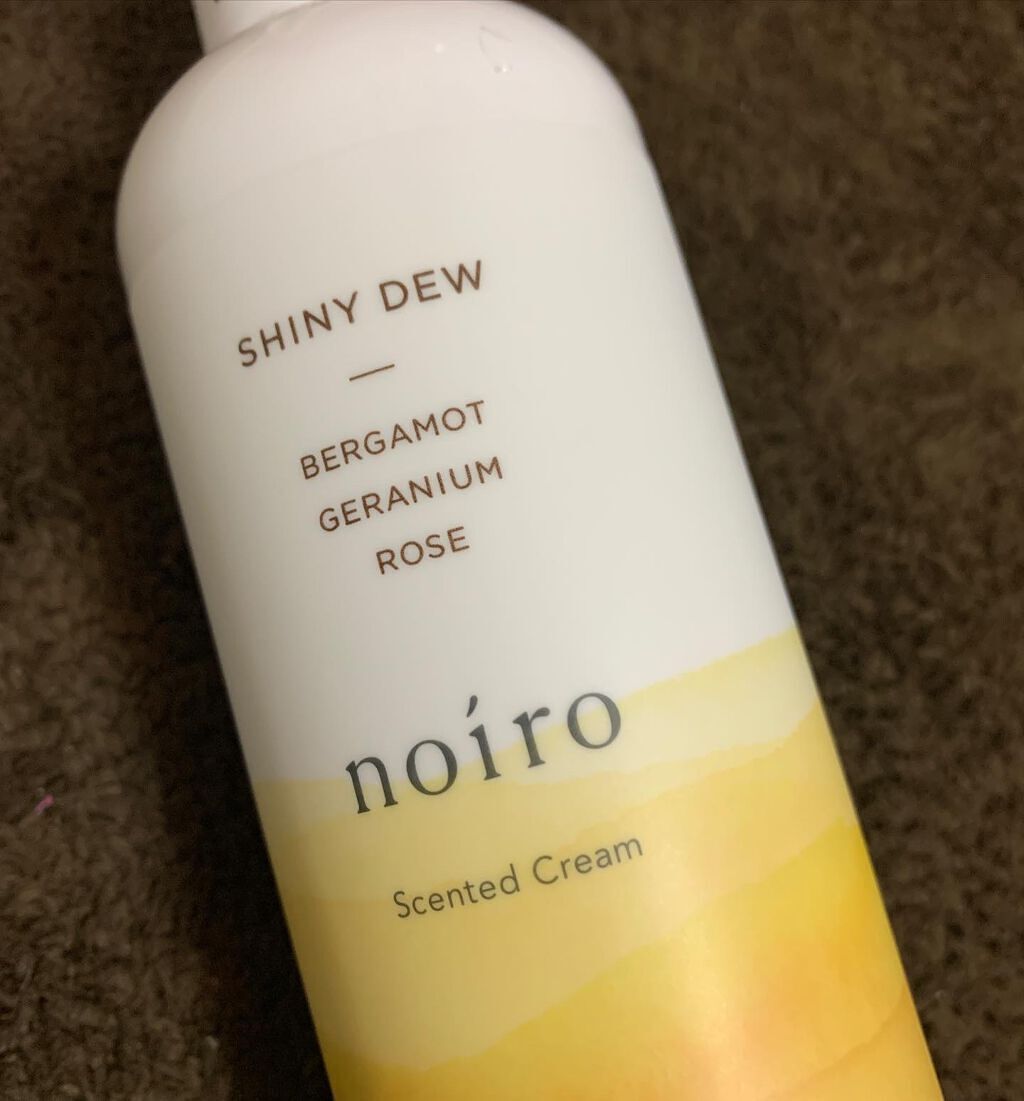 SHINY DEW
BERGAMOT
GERANIUM
ROSE
noíro
Scented Cream